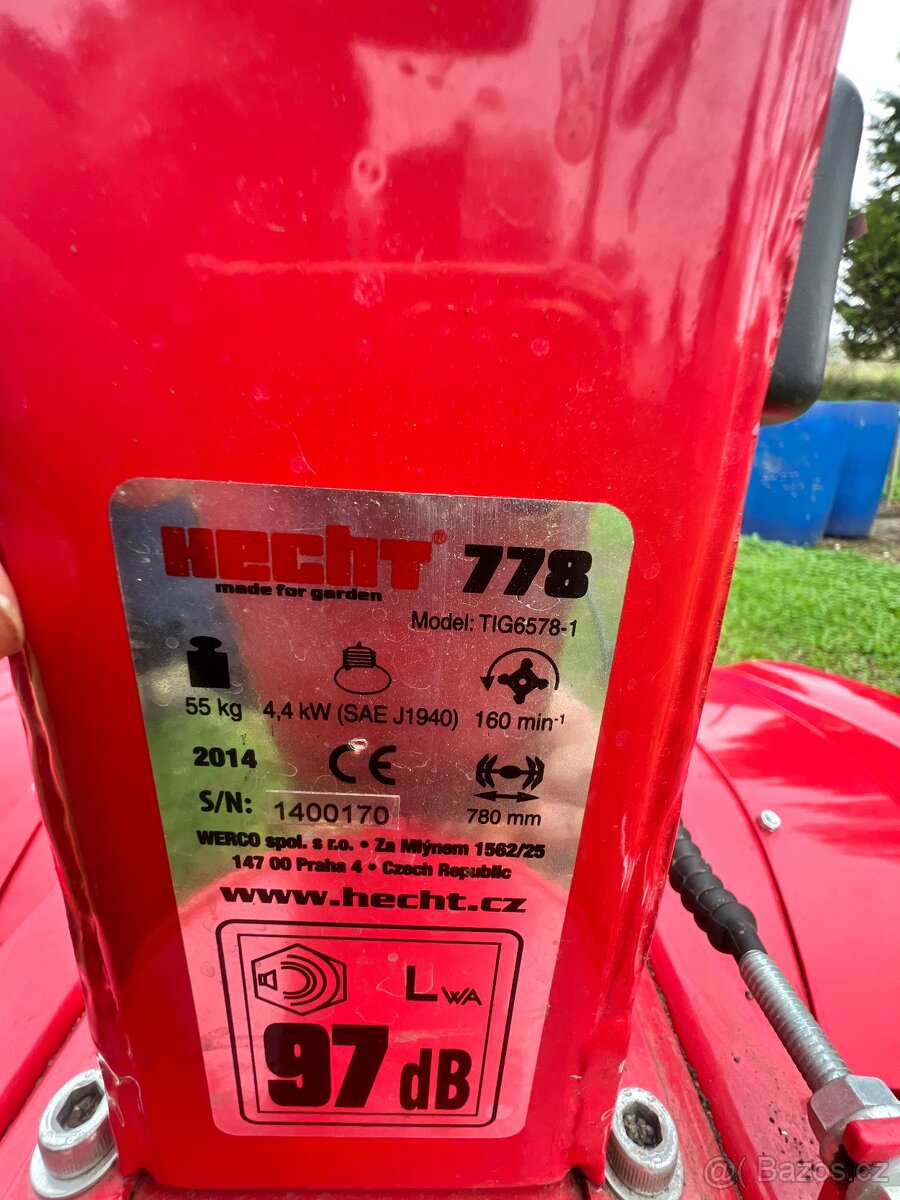 HECHT® 778
made for garden
Model: TIG6578-1
55 kg 4,4 kW (SAE J1940) 160 min-1
2014 CE
S/N: 1400170 780 mm
WERCO spol. s r.o. • Za Mlýnem 1562/25
147 00 Praha 4 • Czech Republic
www.hecht.cz
LWA
97 dB
@( Bazos.cz